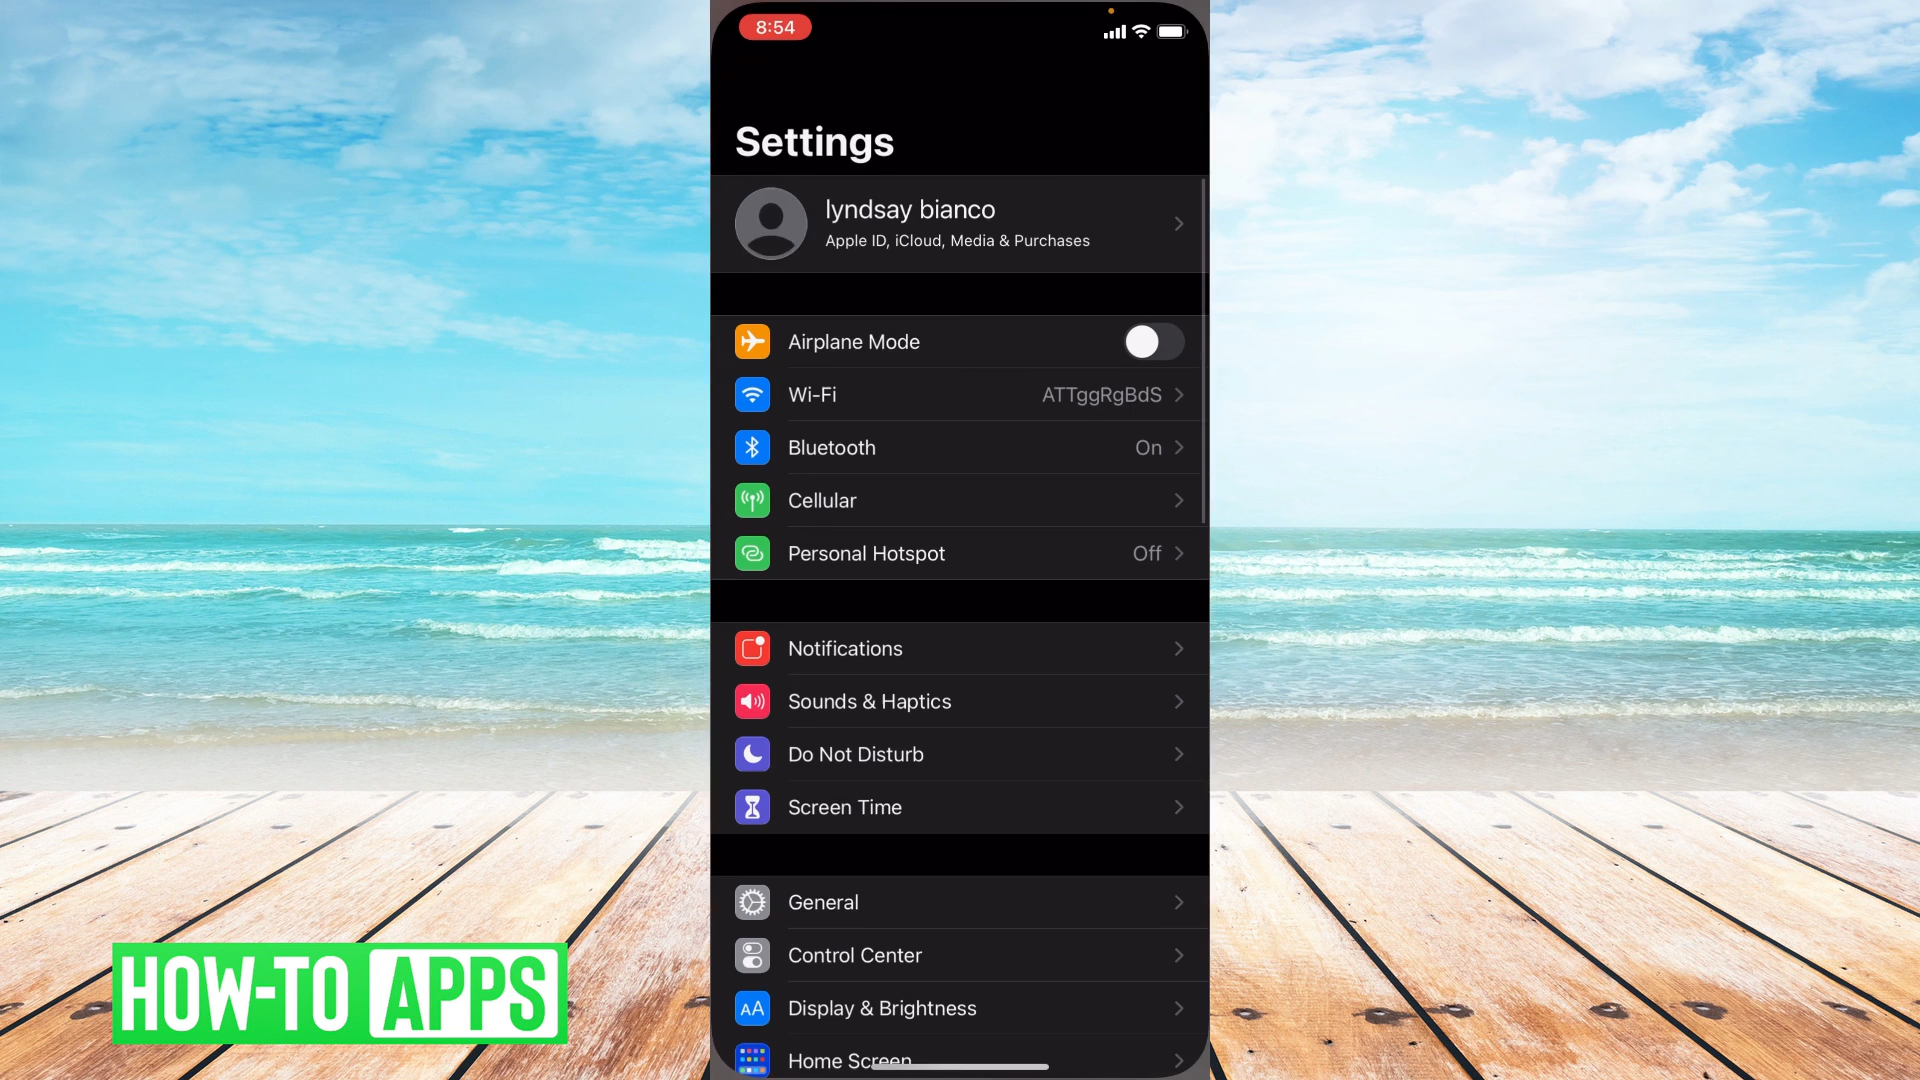 8:54
Settings
lyndsay bianco
Apple ID, iCloud, Media & Purchases
Airplane Mode
Wi-Fi ATTggRgBdS
Bluetooth On
Cellular
Personal Hotspot Off
Notifications
Sounds & Haptics
Do Not Disturb
Screen Time
General
Control Center
AA Display & Brightness
Home Screen
HOW-TO APPS